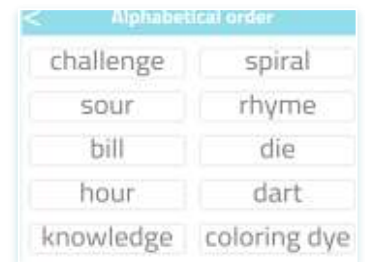 < Alphabetical order
challenge spiral
sour rhyme
bill die
hour dart
knowledge coloring dye